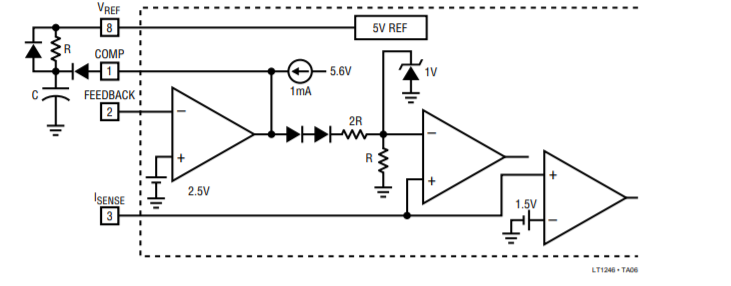 VREF
8
5V REF
R
COMP
1
5.6V
1mA
1V
C
FEEDBACK
2
2R
–
–
R
+
+
2.5V
+
1.5V
–
ISENSE
3
LT1246 • TA06